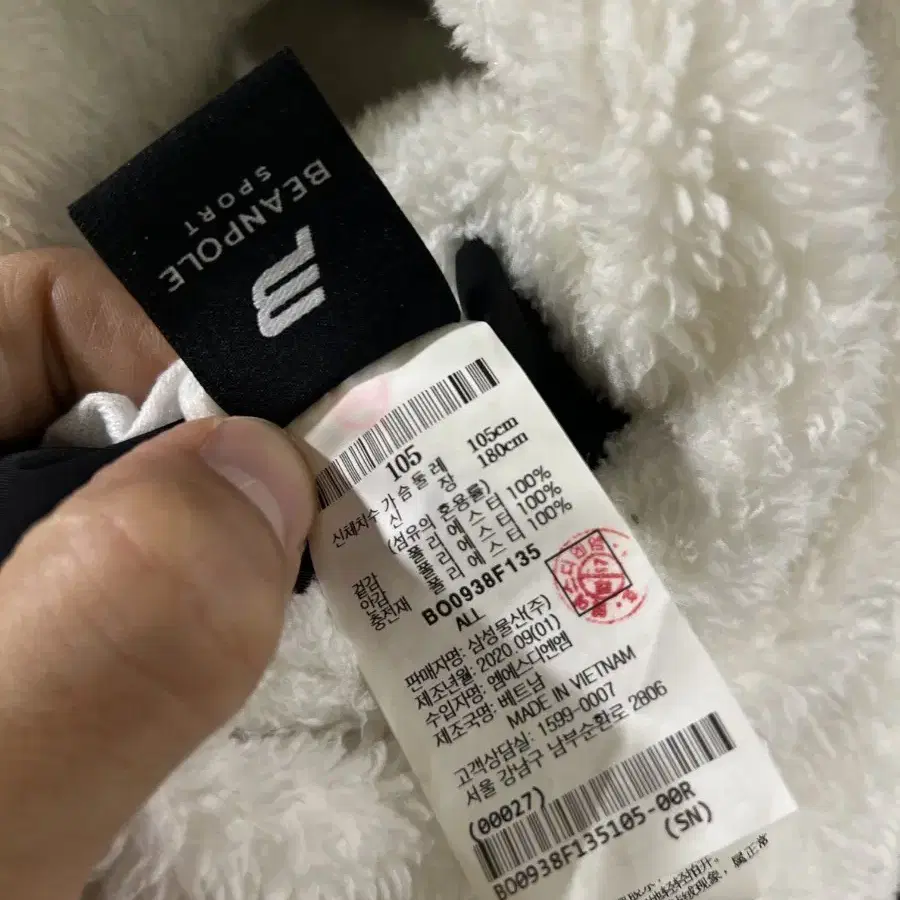 BEANPOLE
SPORT
105
신체치수 가슴둘레 105cm
신 장 180cm
(섬유의 혼용률)
겉감 폴리에스터 100%
안감 폴리에스터 100%
충전재 폴리에스터 100%
BO0938F135
ALL
판매자명: 삼성물산(주)
제조년월: 2020.09(01)
수입자명: 엠에스디엔엠
제조국명: 베트남
MADE IN VIETNAM
고객상담실: 1599-0007
서울 강남구 남부순환로 2806
(00027)
BO0938F135105-00R
(SN)